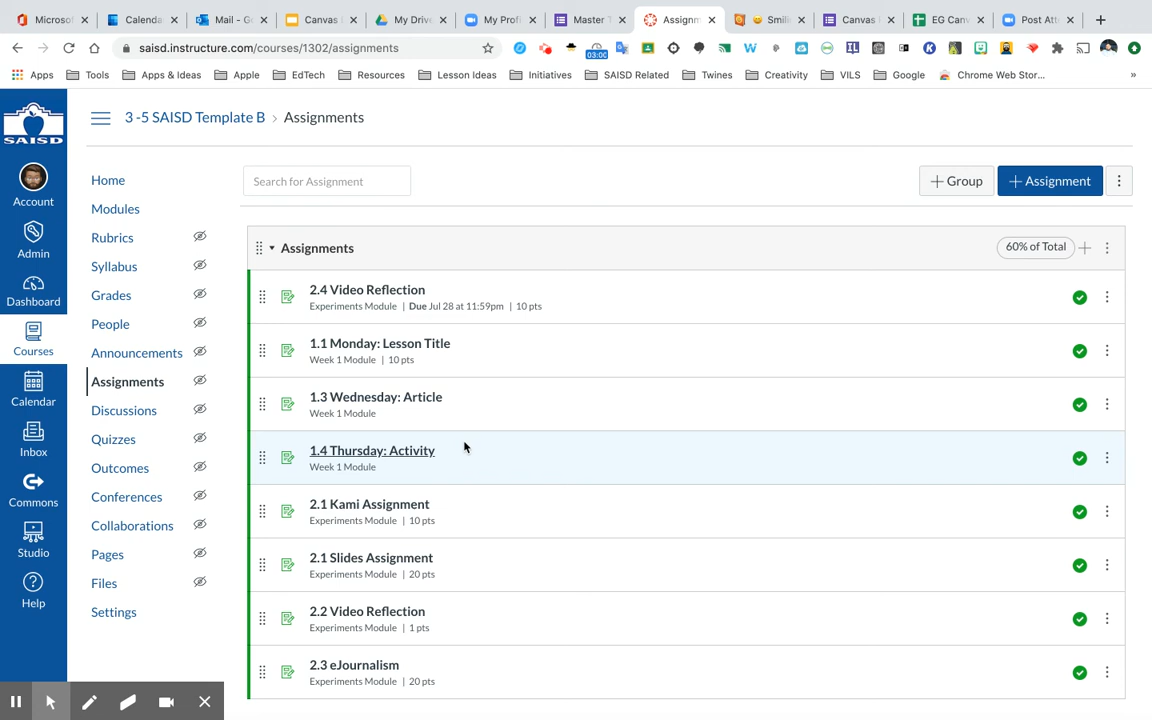 Microsof
Calenda
Mail - G
Canvas
My Driv
My Profi
Master T
Assignm
Smil
Canvas
EG Canv
Post Att
saisd.instructure.com/courses/1302/assignments
03:00
Apps
Tools
Apps & Ideas
Apple
EdTech
Resources
Lesson Ideas
Initiatives
SAISD Related
Twines
Creativity
VILS
Google
Chrome Web Stor...
»
SAISD
Account
Admin
Dashboard
Courses
Calendar
Inbox
Commons
Studio
Help
3 -5 SAISD Template B › Assignments
Home
Modules
Rubrics
Syllabus
Grades
People
Announcements
Assignments
Discussions
Quizzes
Outcomes
Conferences
Collaborations
Pages
Files
Settings
Search for Assignment
+ Group
+ Assignment
Assignments
60% of Total
2.4 Video Reflection
Experiments Module | Due Jul 28 at 11:59pm | 10 pts
1.1 Monday: Lesson Title
Week 1 Module | 10 pts
1.3 Wednesday: Article
Week 1 Module
1.4 Thursday: Activity
Week 1 Module
2.1 Kami Assignment
Experiments Module | 10 pts
2.1 Slides Assignment
Experiments Module | 20 pts
2.2 Video Reflection
Experiments Module | 1 pts
2.3 eJournalism
Experiments Module | 20 pts